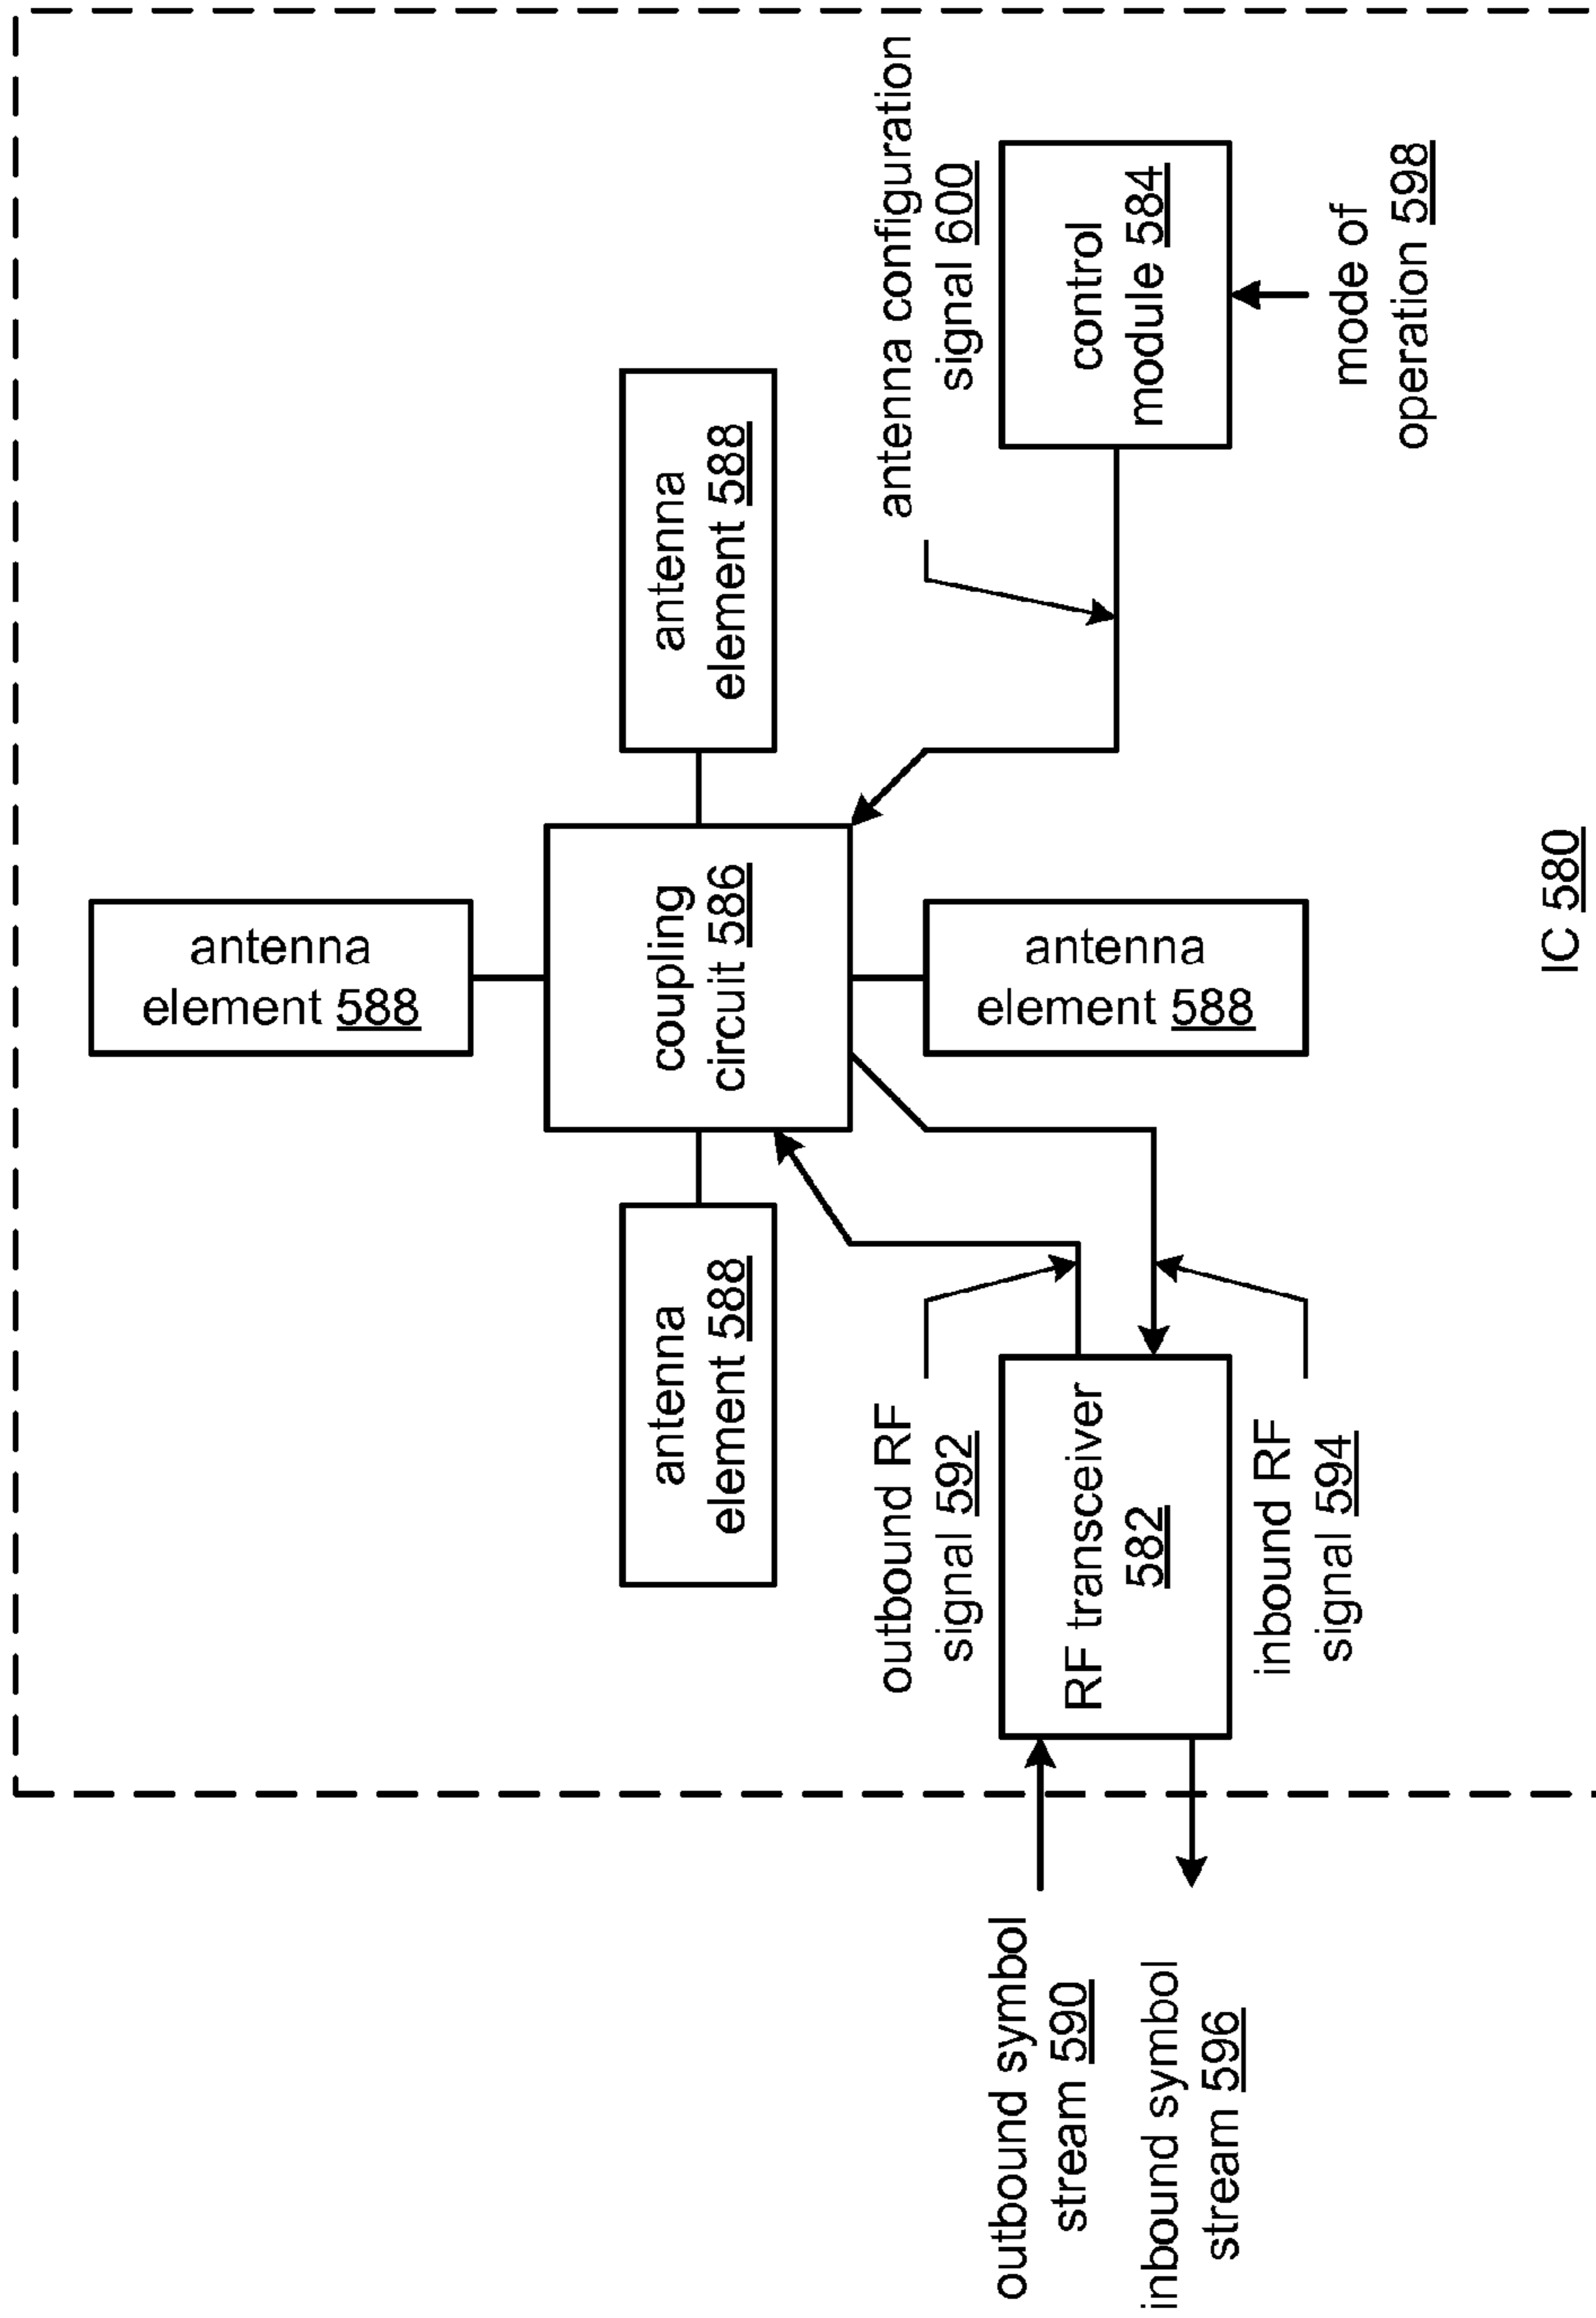 antenna
element 588
antenna
element 588
coupling
circuit 586
antenna
element 588
antenna
element 588
outbound RF
signal 592
antenna configuration
signal 600
outbound symbol
stream 590
inbound symbol
stream 596
RF transceiver
582
control
module 584
inbound RF
signal 594
mode of
operation 598
IC 580